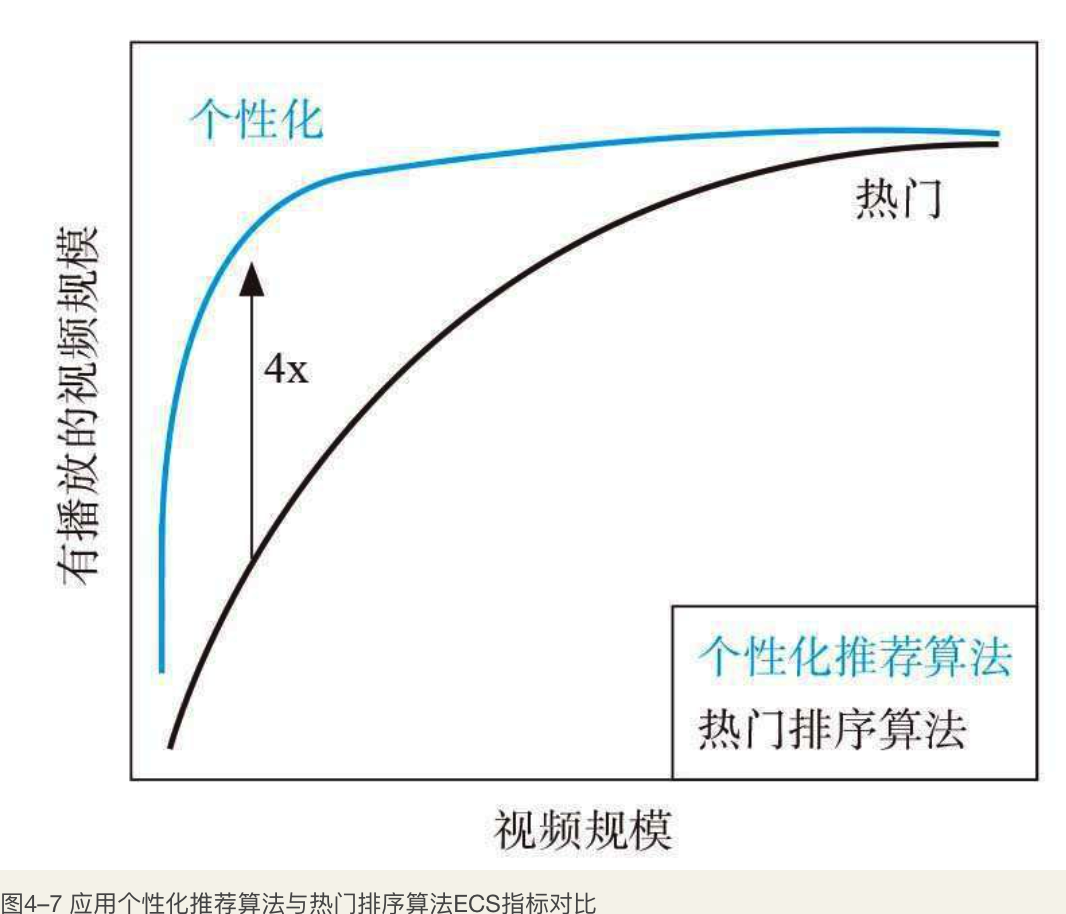 个性化
热门
有播放的视频规模
4x
个性化推荐算法
热门排序算法
视频规模
图4–7 应用个性化推荐算法与热门排序算法ECS指标对比